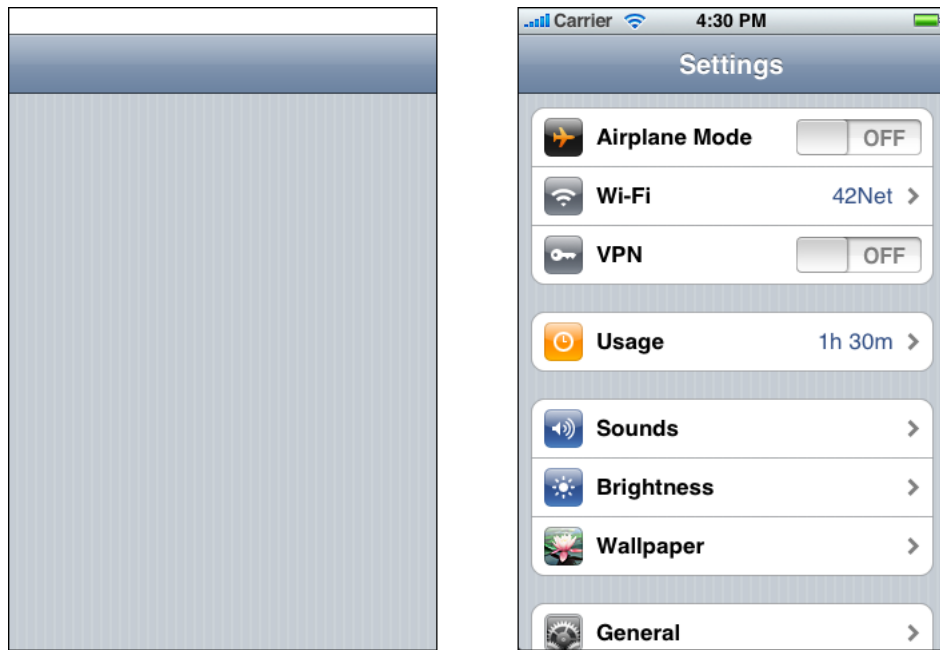 Carrier 4:30 PM
Settings
Airplane Mode OFF
Wi-Fi 42Net
VPN OFF
Usage 1h 30m
Sounds
Brightness
Wallpaper
General